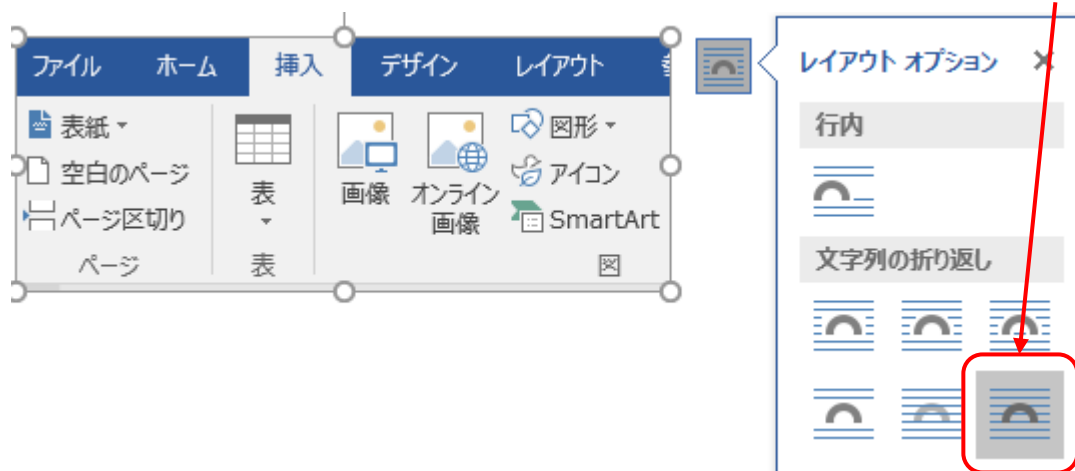 ファイル ホーム 挿入 デザイン レイアウト
表紙
空白のページ
ページ区切り
ページ
表
表
画像
オンライン
画像
図形
アイコン
SmartArt
図
レイアウト オプション
行内
文字列の折り返し